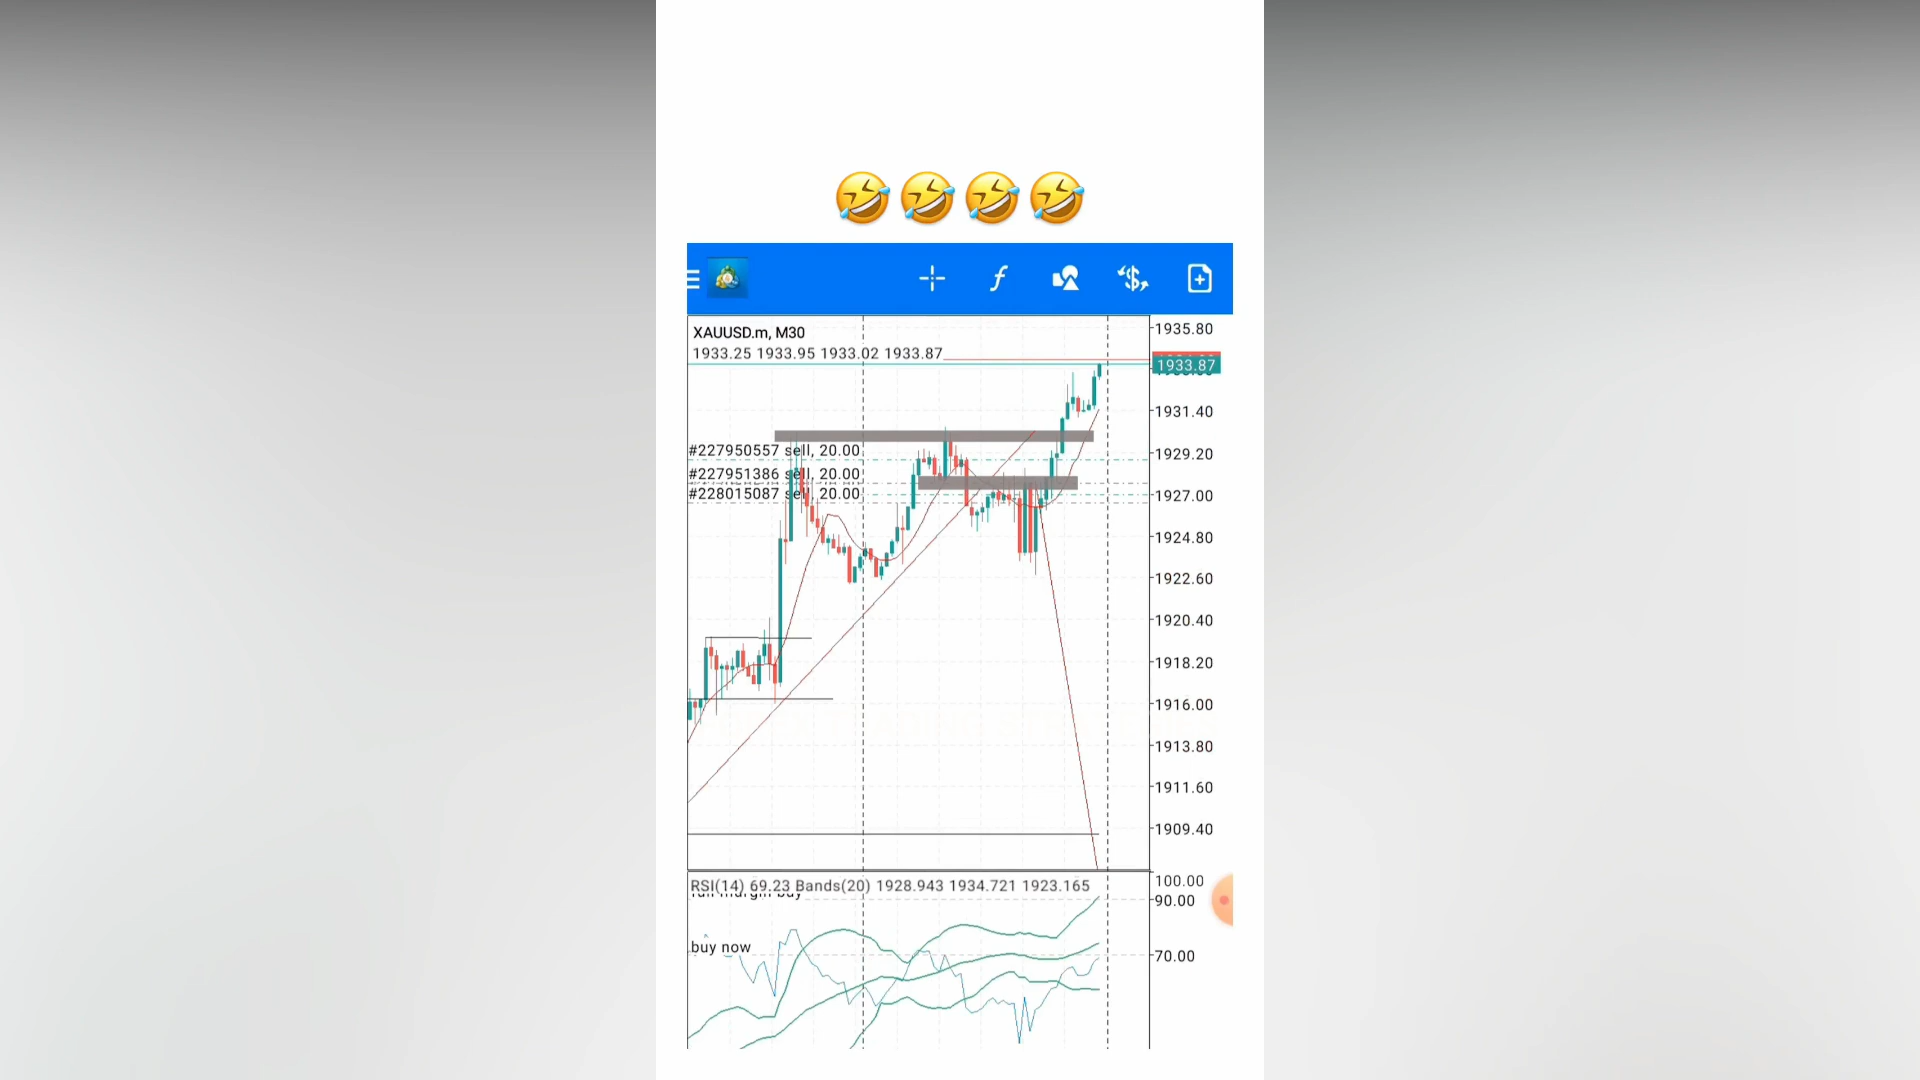 XAUUSD.m, M30
1933.25 1933.95 1933.02 1933.87
1935.80
1933.87
1931.40
#227950557 sell, 20.00
1929.20
#227951386 sell, 20.00
#228015087 sell, 20.00
1927.00
1924.80
1922.60
1920.40
1918.20
1916.00
1913.80
1911.60
1909.40
RSI(14) 69.23 Bands(20) 1928.943 1934.721 1923.165
100.00
90.00
buy now
70.00